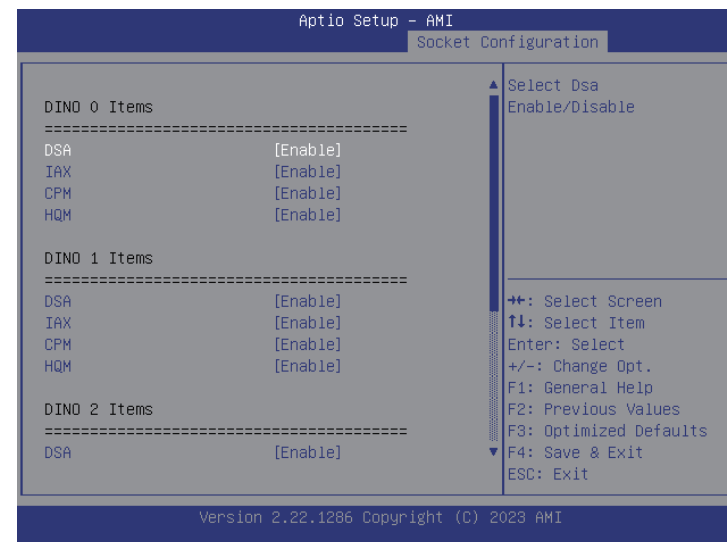 Aptio Setup – AMI
Socket Configuration
DINO 0 Items
========================================
DSA [Enable]
IAX [Enable]
CPM [Enable]
HQM [Enable]
DINO 1 Items
========================================
DSA [Enable]
IAX [Enable]
CPM [Enable]
HQM [Enable]
DINO 2 Items
========================================
DSA [Enable]
Select Dsa
Enable/Disable
→←: Select Screen
↑↓: Select Item
Enter: Select
+/-: Change Opt.
F1: General Help
F2: Previous Values
F3: Optimized Defaults
F4: Save & Exit
ESC: Exit
Version 2.22.1286 Copyright (C) 2023 AMI